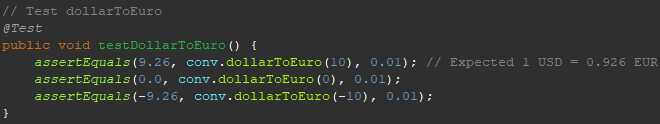 // Test dollarToEuro
@Test
public void testDollarToEuro() {
    assertEquals(9.26, conv.dollarToEuro(10), 0.01); // Expected 1 USD = 0.926 EUR
    assertEquals(0.0, conv.dollarToEuro(0), 0.01);
    assertEquals(-9.26, conv.dollarToEuro(-10), 0.01);
}